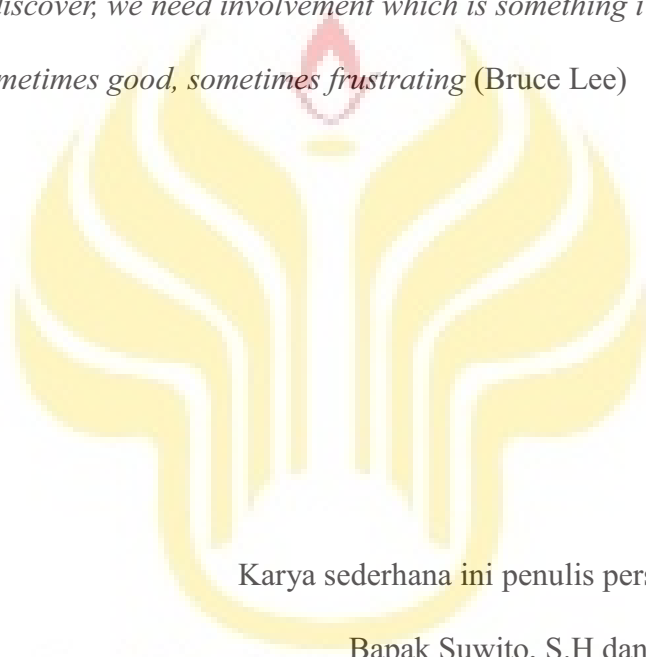 discover, we need involvement which is something
metimes good, sometimes frustrating (Bruce Lee)
Karya sederhana ini penulis
Bapak Suwito, S.H dan